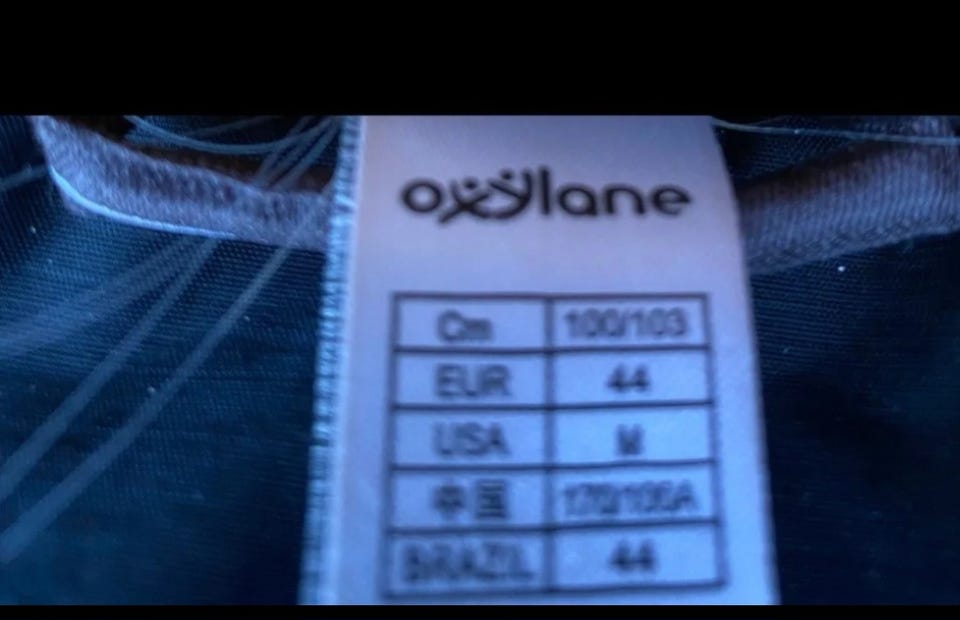 oxylane
Cm 100/103
EUR 44
USA M
中国 170/100A
BRAZIL 44